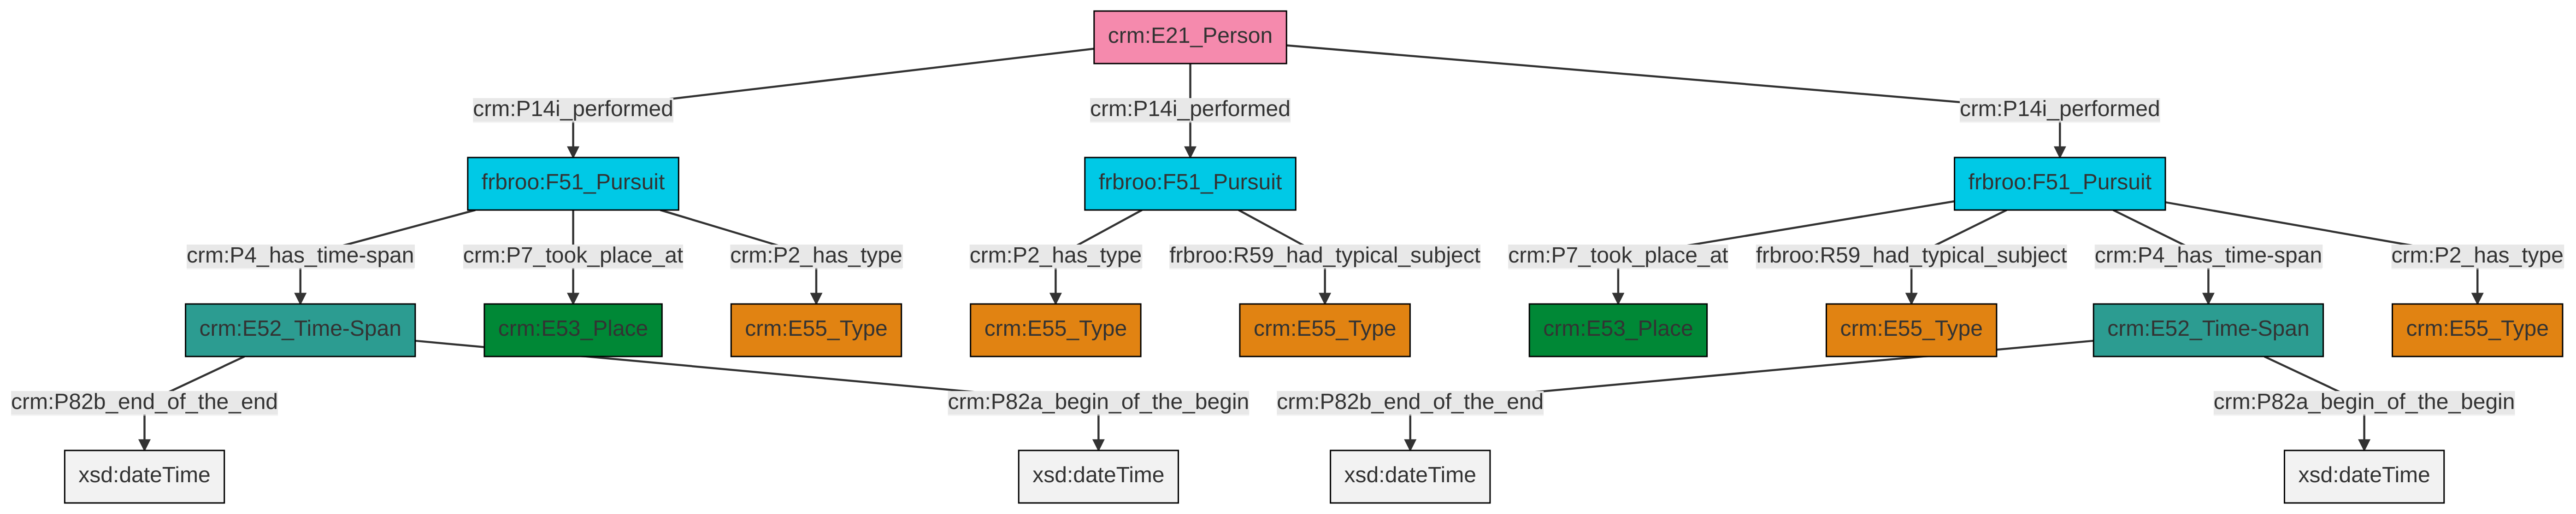 crm:E21_Person
crm:P14i_performed
crm:P14i_performed
crm:P14i_performed
frbroo:F51_Pursuit
frbroo:F51_Pursuit
frbroo:F51_Pursuit
crm:P4_has_time-span
crm:P7_took_place_at
crm:P2_has_type
crm:P2_has_type
frbroo:R59_had_typical_subject
crm:P7_took_place_at
frbroo:R59_had_typical_subject
crm:P4_has_time-span
crm:P2_has_type
crm:E52_Time-Span
crm:E53_Place
crm:E55_Type
crm:E55_Type
crm:E55_Type
crm:E53_Place
crm:E55_Type
crm:E52_Time-Span
crm:E55_Type
crm:P82b_end_of_the_end
crm:P82a_begin_of_the_begin
crm:P82b_end_of_the_end
crm:P82a_begin_of_the_begin
xsd:dateTime
xsd:dateTime
xsd:dateTime
xsd:dateTime